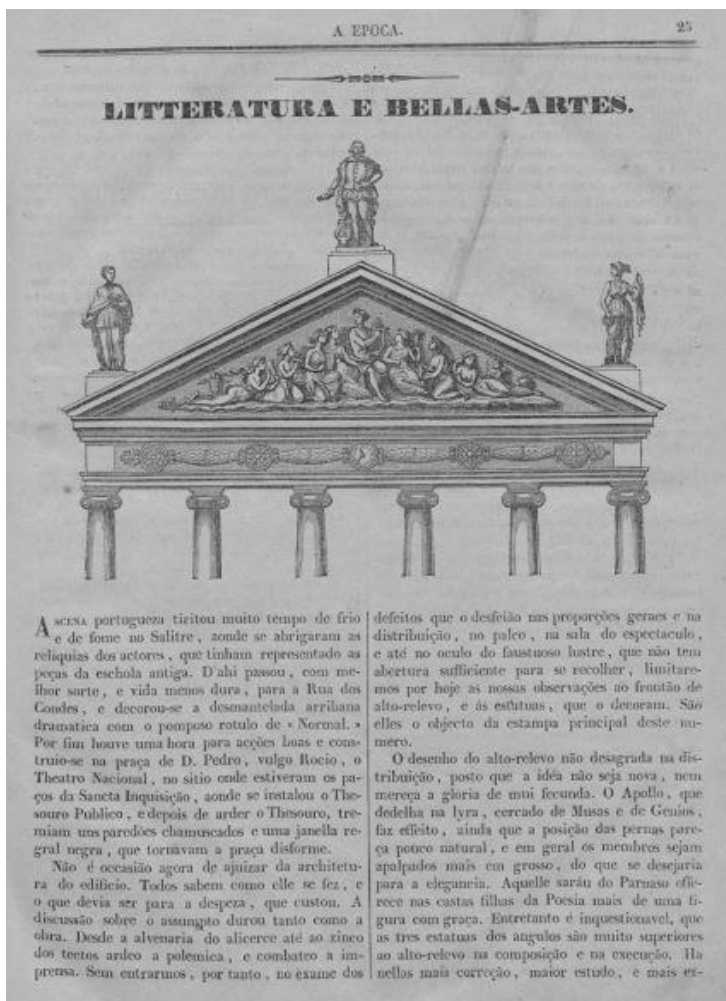 A EPOCA.
25
LITTERATURA E BELLAS-ARTES.
A SCENA portugueza tiritou muito tempo de frio
e de fome no Salitre, aonde se abrigaram as
reliquias dos actores, que tinham representado as
peças da eschola antiga. D'ahi passou, com me-
lhor sorte, e vida menos dura, para a Rua dos
Condes, e decorou-se a desmantelada arribana
dramatica com o pomposo rotulo de « Normal. »
Por fim houve uma hora para acções boas e cons-
truio-se na praça de D. Pedro, vulgo Rocio, o
Theatro Nacional, no sitio onde estiveram os pa-
ços da Sancta Inquisição, aonde se instalou o The-
souro Publico, e depois de arder o Thesouro, tre-
miam uns paredões chamuscados e uma janella re-
gral negra, que tornavam a praça disforme.
Não é occasião agora de ajuizar da architetu-
ra do edificio. Todos sabem como elle se fez, e
o que devia ser para a despeza, que custou. A
discussão sobre o assumpto durou tanto como a
obra. Desde a alvenaria do alicerce até ao zinco
dos tectos ardeo a polemica, e combateo a im-
prensa. Sem entrarmos, por tanto, no exame dos
defeitos que o desfeião nas proporções geraes e na
distribuição, no palco, na sala do espectaculo,
e até no oculo do faustuoso lustre, que não tem
abertura sufficiente para se recolher, limitare-
mos por hoje as nossas observações ao frontão de
alto-relevo, e ás estatuas, que o decoram. São
elles o objecto da estampa principal deste nu-
mero.
O desenho do alto-relevo não desagrada na dis-
tribuição, posto que a idéa não seja nova, nem
mereça a gloria de mui fecunda. O Apollo, que
dedelha na lyra, cercado de Musas e de Genios,
faz effeito, ainda que a posição das pernas pare-
ça pouco natural, e em geral os membros sejam
apalpados mais em grosso, do que se desejaria
para a elegancia. Aquelle saráu do Parnaso offe-
rece nas castas filhas da Poesia mais de uma fi-
gura com graça. Entretanto é inquestionavel, que
as tres estatuas dos angulos são muito superiores
ao alto-relevo na composição e na execução. Ha
nellas mais correção, maior estudo, e mais es-